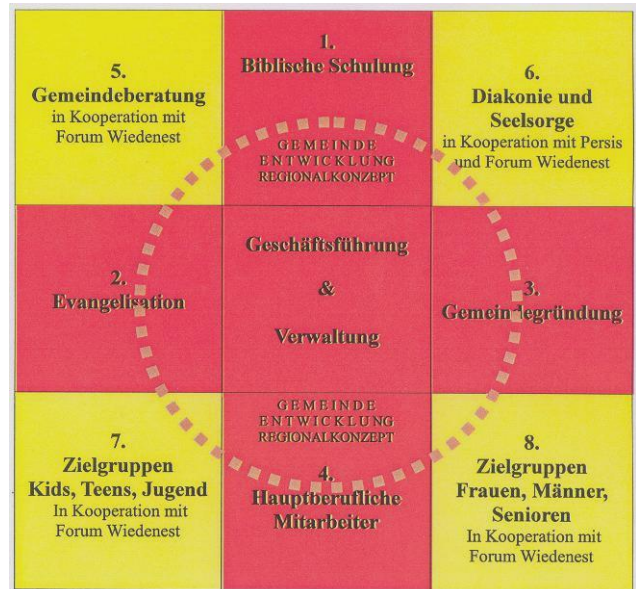 5.
Gemeindeberatung
in Kooperation mit
Forum Wiedenest
1.
Biblische Schulung
GEMEINDE
ENTWICKLUNG
REGIONALKONZEPT
6.
Diakonie und
Seelsorge
in Kooperation mit Persis
und Forum Wiedenest
2.
Evangelisation
Geschäftsführung
&
Verwaltung
3.
Gemeindegründung
7.
Zielgruppen
Kids, Teens, Jugend
In Kooperation mit
Forum Wiedenest
GEMEINDE
ENTWICKLUNG
REGIONALKONZEPT
4.
Hauptberufliche
Mitarbeiter
8.
Zielgruppen
Frauen, Männer,
Senioren
In Kooperation mit
Forum Wiedenest